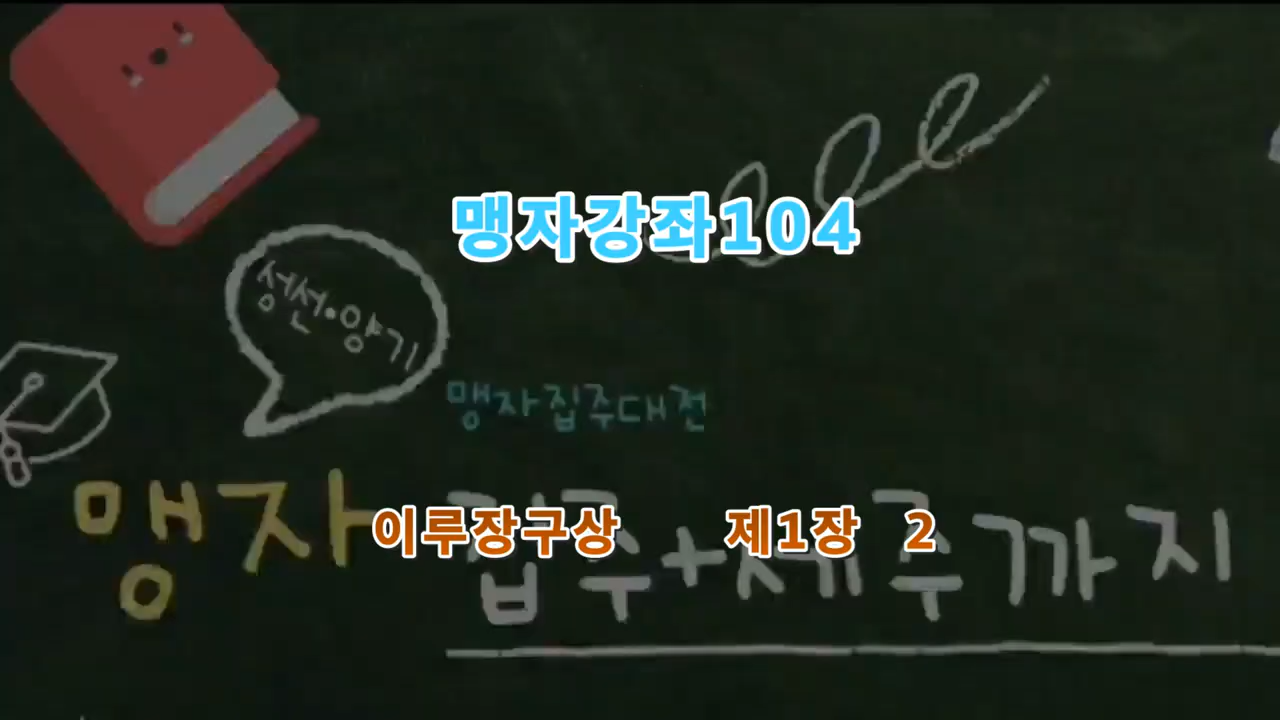 맹자강좌104
성선·양기
맹자집주대전
이루장구상 제1장 2
맹자 집주+세주까지